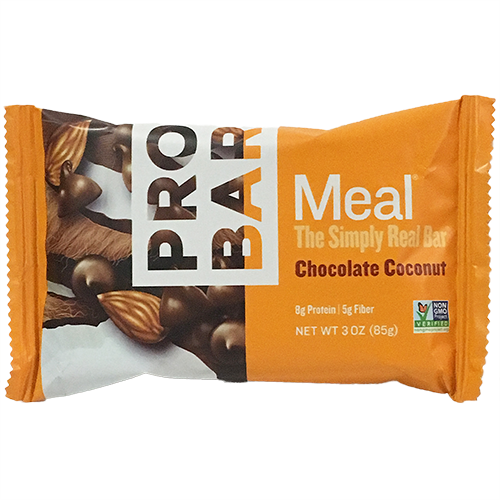 PRO
BAR
Meal
The Simply Real Bar
Chocolate Coconut
8g Protein | 5g Fiber
NET WT 3 OZ (85g)
NON
GMO
Project
VERIFIED